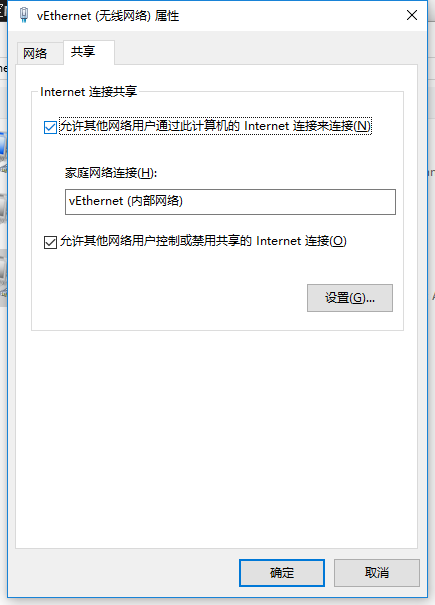 vEthernet (无线网络) 属性
网络
共享
Internet 连接共享
允许其他网络用户通过此计算机的 Internet 连接来连接(N)
家庭网络连接(H):
vEthernet (内部网络)
允许其他网络用户控制或禁用共享的 Internet 连接(O)
设置(G)...
确定
取消